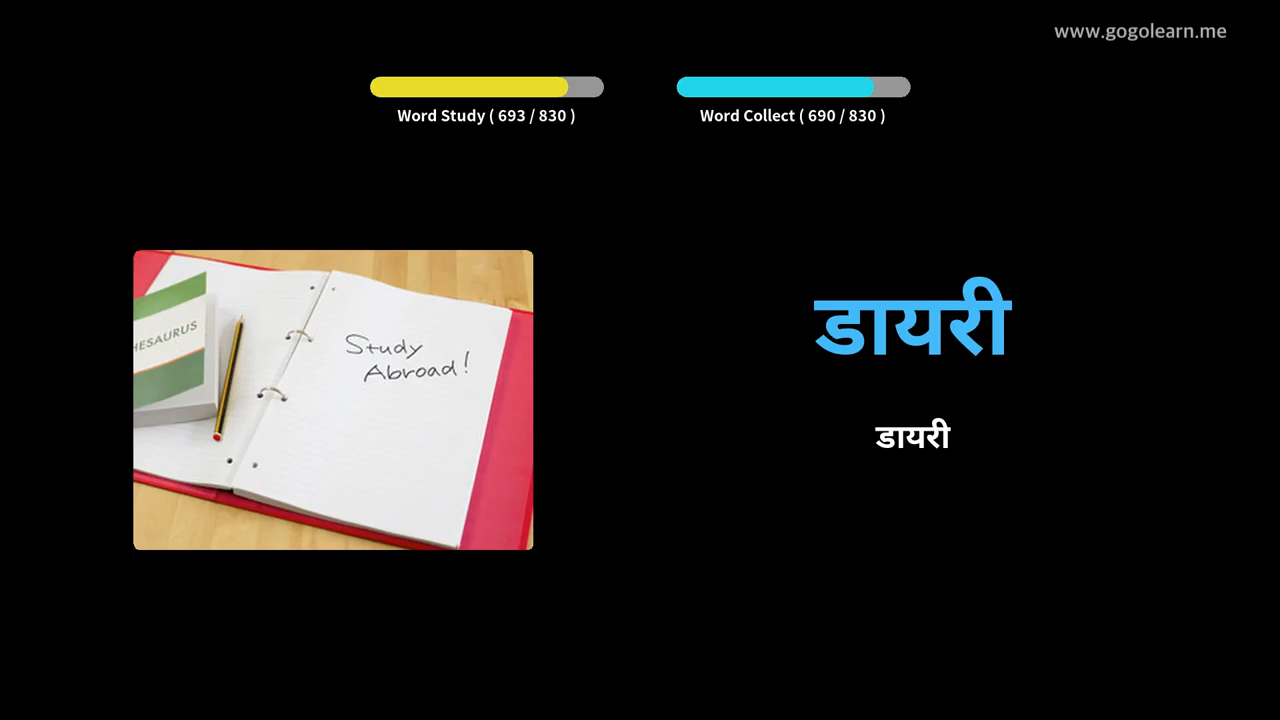 www.gogolearn.me
Word Study ( 693 / 830 )
Word Collect ( 690 / 830 )
HESAURUS
Study
Abroad!
डायरी
डायरी